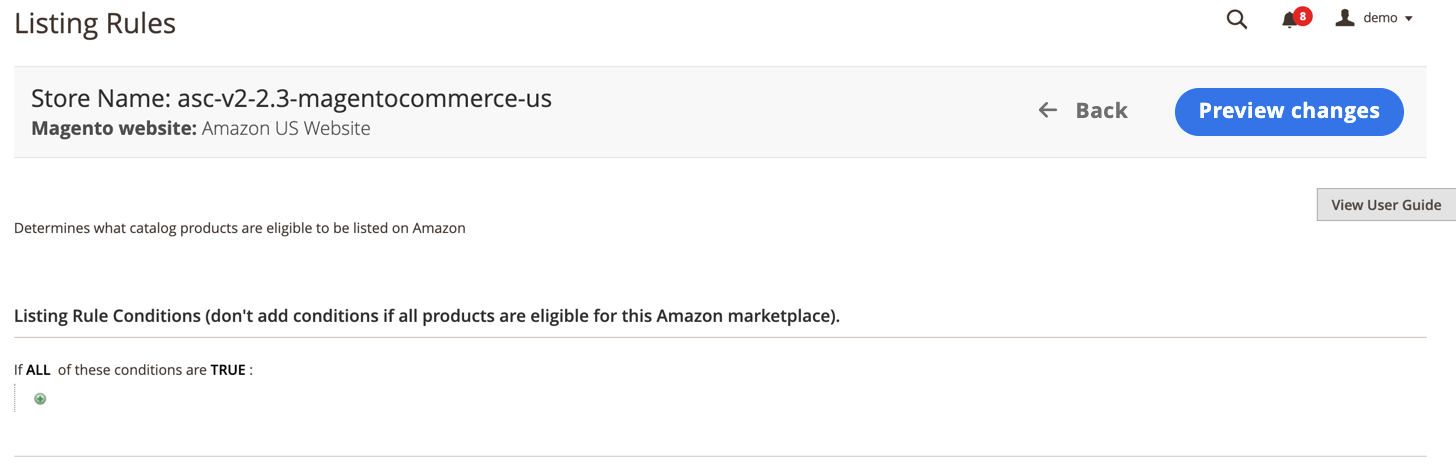 Listing Rules
8
demo
Store Name: asc-v2-2.3-magentocommerce-us
Magento website: Amazon US Website
Back
Preview changes
View User Guide
Determines what catalog products are eligible to be listed on Amazon
Listing Rule Conditions (don't add conditions if all products are eligible for this Amazon marketplace).
If ALL of these conditions are TRUE :